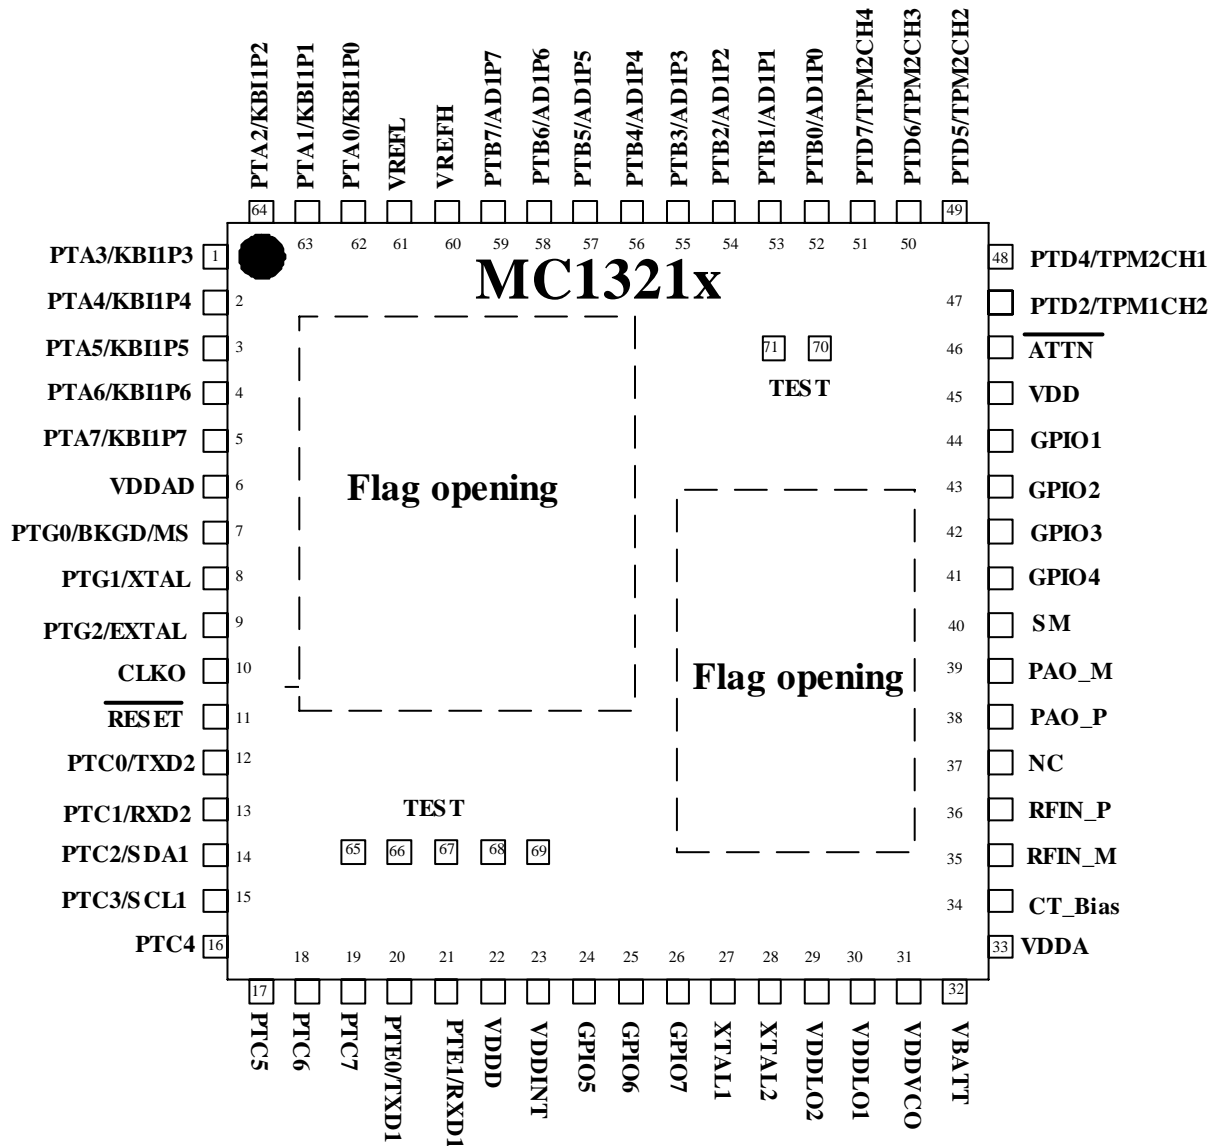 PTA2/KBI1P2
PTA1/KBI1P1
PTA0/KBI1P0
VREFL
VREFH
PTB7/AD1P7
PTB6/AD1P6
PTB5/AD1P5
PTB4/AD1P4
PTB3/AD1P3
PTB2/AD1P2
PTB1/AD1P1
PTB0/AD1P0
PTD7/TPM2CH4
PTD6/TPM2CH3
PTD5/TPM2CH2
64
63
62
61
60
59
58
57
56
55
54
53
52
51
50
49
MC1321x
PTA3/KBI1P3 1
PTA4/KBI1P4 2
PTA5/KBI1P5 3
PTA6/KBI1P6 4
PTA7/KBI1P7 5
VDDAD 6
PTG0/BKGD/MS 7
PTG1/XTAL 8
PTG2/EXTAL 9
CLKO 10
RESET 11
PTC0/TXD2 12
PTC1/RXD2 13
PTC2/SDA1 14
PTC3/SCL1 15
PTC4 16
71 70
TEST
Flag opening
Flag opening
TEST
65 66 67 68 69
48 PTD4/TPM2CH1
47 PTD2/TPM1CH2
46 ATTN
45 VDD
44 GPIO1
43 GPIO2
42 GPIO3
41 GPIO4
40 SM
39 PAO_M
38 PAO_P
37 NC
36 RFIN_P
35 RFIN_M
34 CT_Bias
33 VDDA
17
18
19
20
21
22
23
24
25
26
27
28
29
30
31
32
PTC5
PTC6
PTC7
PTE0/TXD1
PTE1/RXD1
VDDD
VDDINT
GPIO5
GPIO6
GPIO7
XTAL1
XTAL2
VDDLO2
VDDLO1
VDDVCO
VBATT